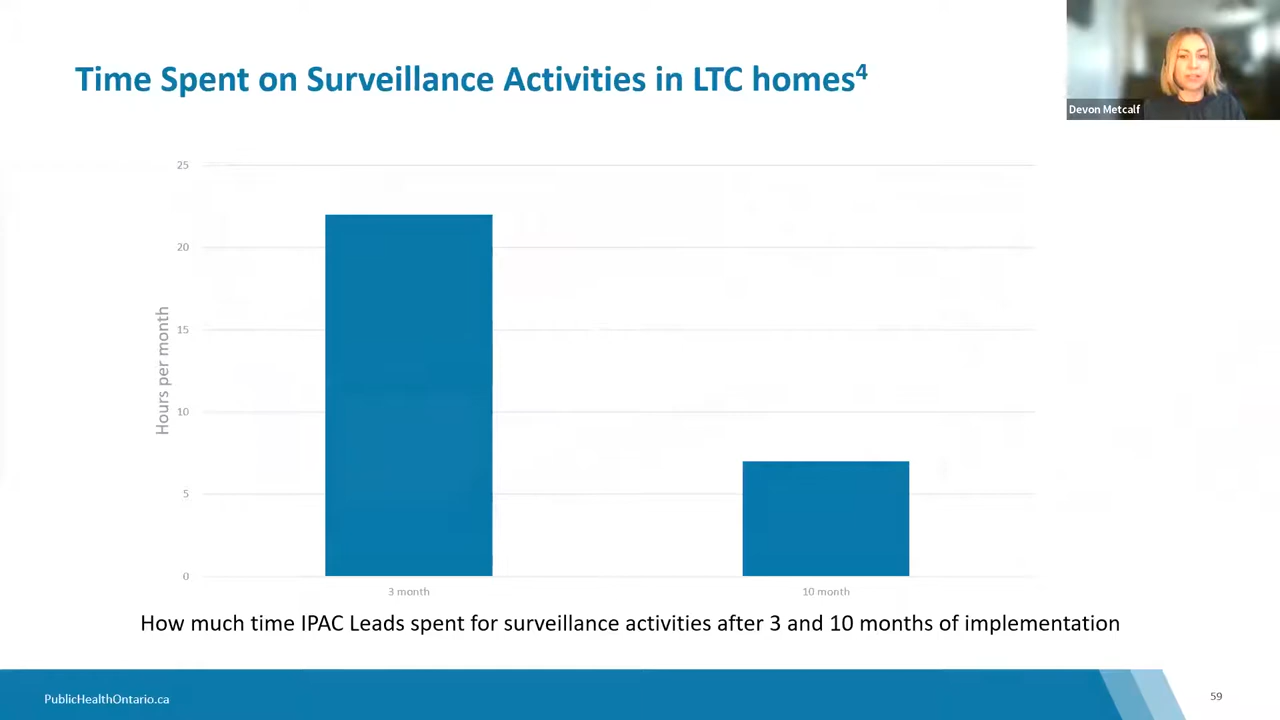 Time Spent on Surveillance Activities in LTC homes4
Devon Metcalf
25
20
15
10
5
0
Hours per month
3 month
10 month
How much time IPAC Leads spent for surveillance activities after 3 and 10 months of implementation
PublicHealthOntario.ca
59